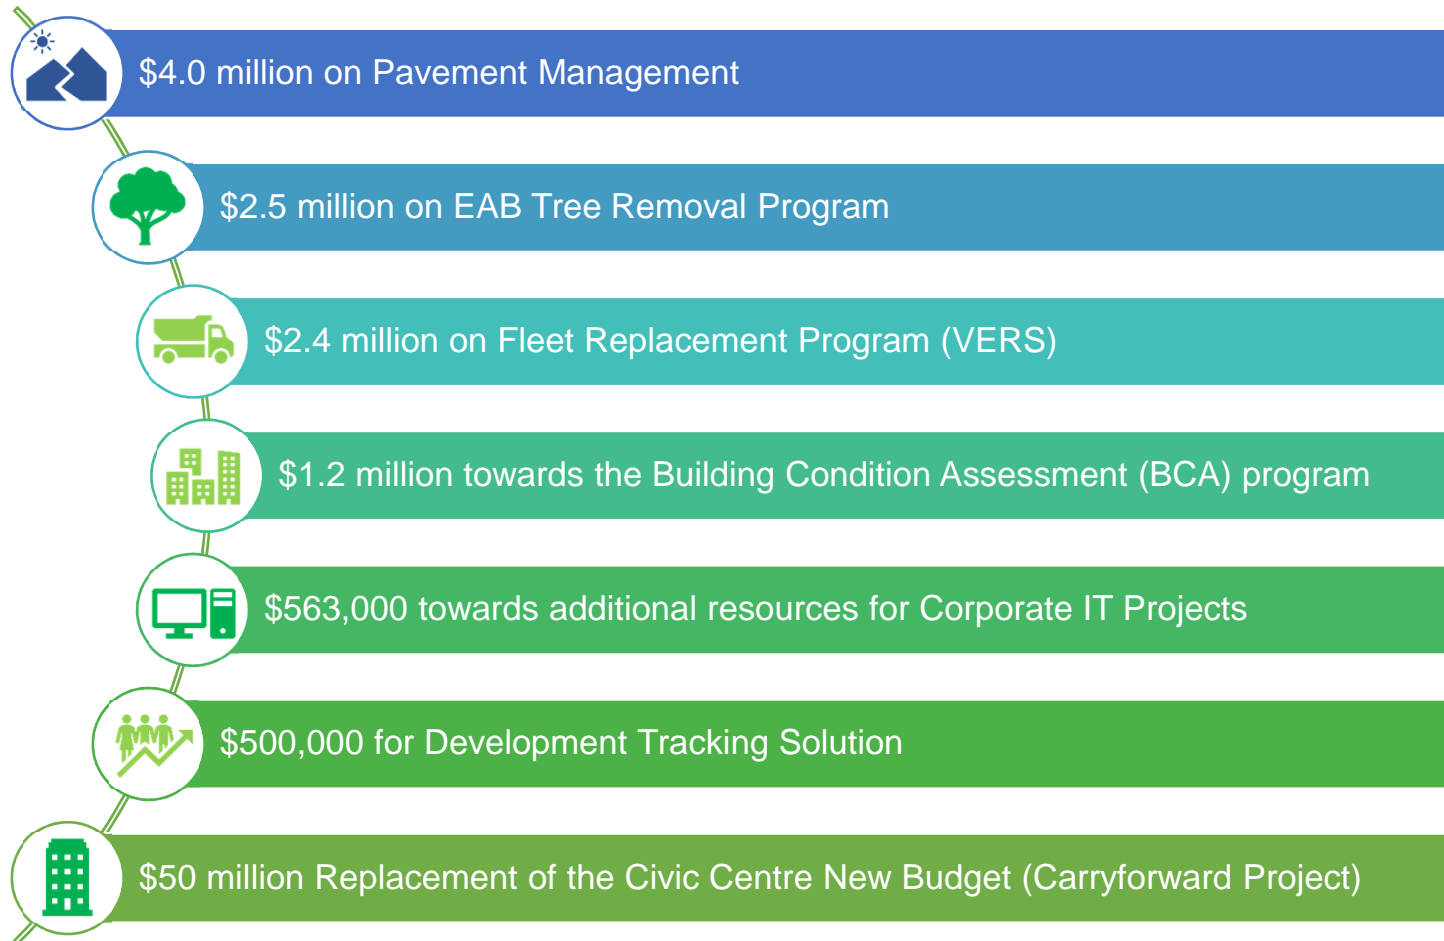 $4.0 million on Pavement Management
$2.5 million on EAB Tree Removal Program
$2.4 million on Fleet Replacement Program (VERS)
$1.2 million towards the Building Condition Assessment (BCA) program
$563,000 towards additional resources for Corporate IT Projects
$500,000 for Development Tracking Solution
$50 million Replacement of the Civic Centre New Budget (Carryforward Project)